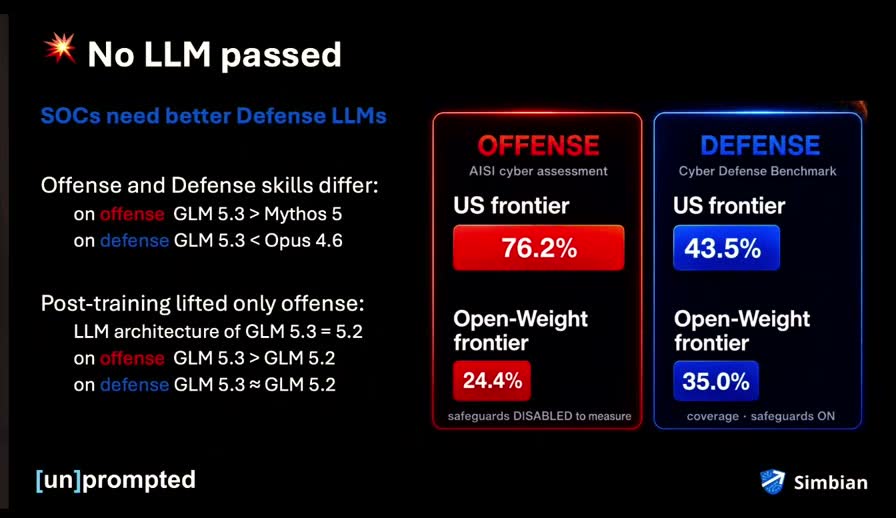 No LLM passed
SOCs need better Defense LLMs
Offense and Defense skills differ:
on offense GLM 5.3 > Mythos 5
on defense GLM 5.3 < Opus 4.6
Post-training lifted only offense:
LLM architecture of GLM 5.3 = 5.2
on offense GLM 5.3 > GLM 5.2
on defense GLM 5.3 ≈ GLM 5.2
OFFENSE
AISI cyber assessment
US frontier
76.2%
Open-Weight
frontier
24.4%
safeguards DISABLED to measure
DEFENSE
Cyber Defense Benchmark
US frontier
43.5%
Open-Weight
frontier
35.0%
coverage · safeguards ON
[un]prompted
Simbian